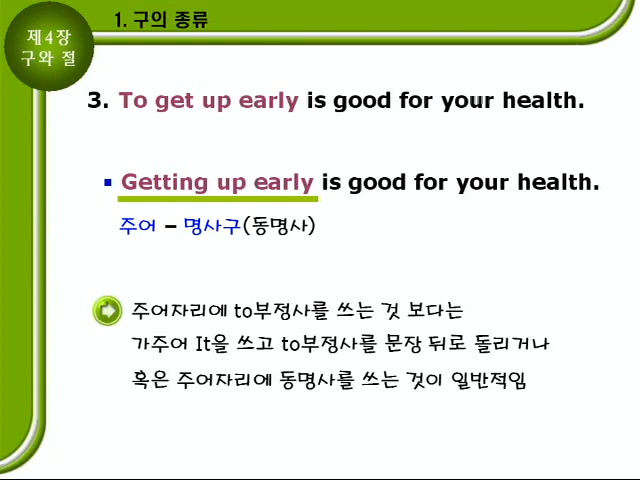 1. 구의 종류
제4장
구와 절
3. To get up early is good for your health.
▪ Getting up early is good for your health.
주어 – 명사구(동명사)
주어자리에 to부정사를 쓰는 것 보다는
가주어 It을 쓰고 to부정사를 문장 뒤로 돌리거나
혹은 주어자리에 동명사를 쓰는 것이 일반적임